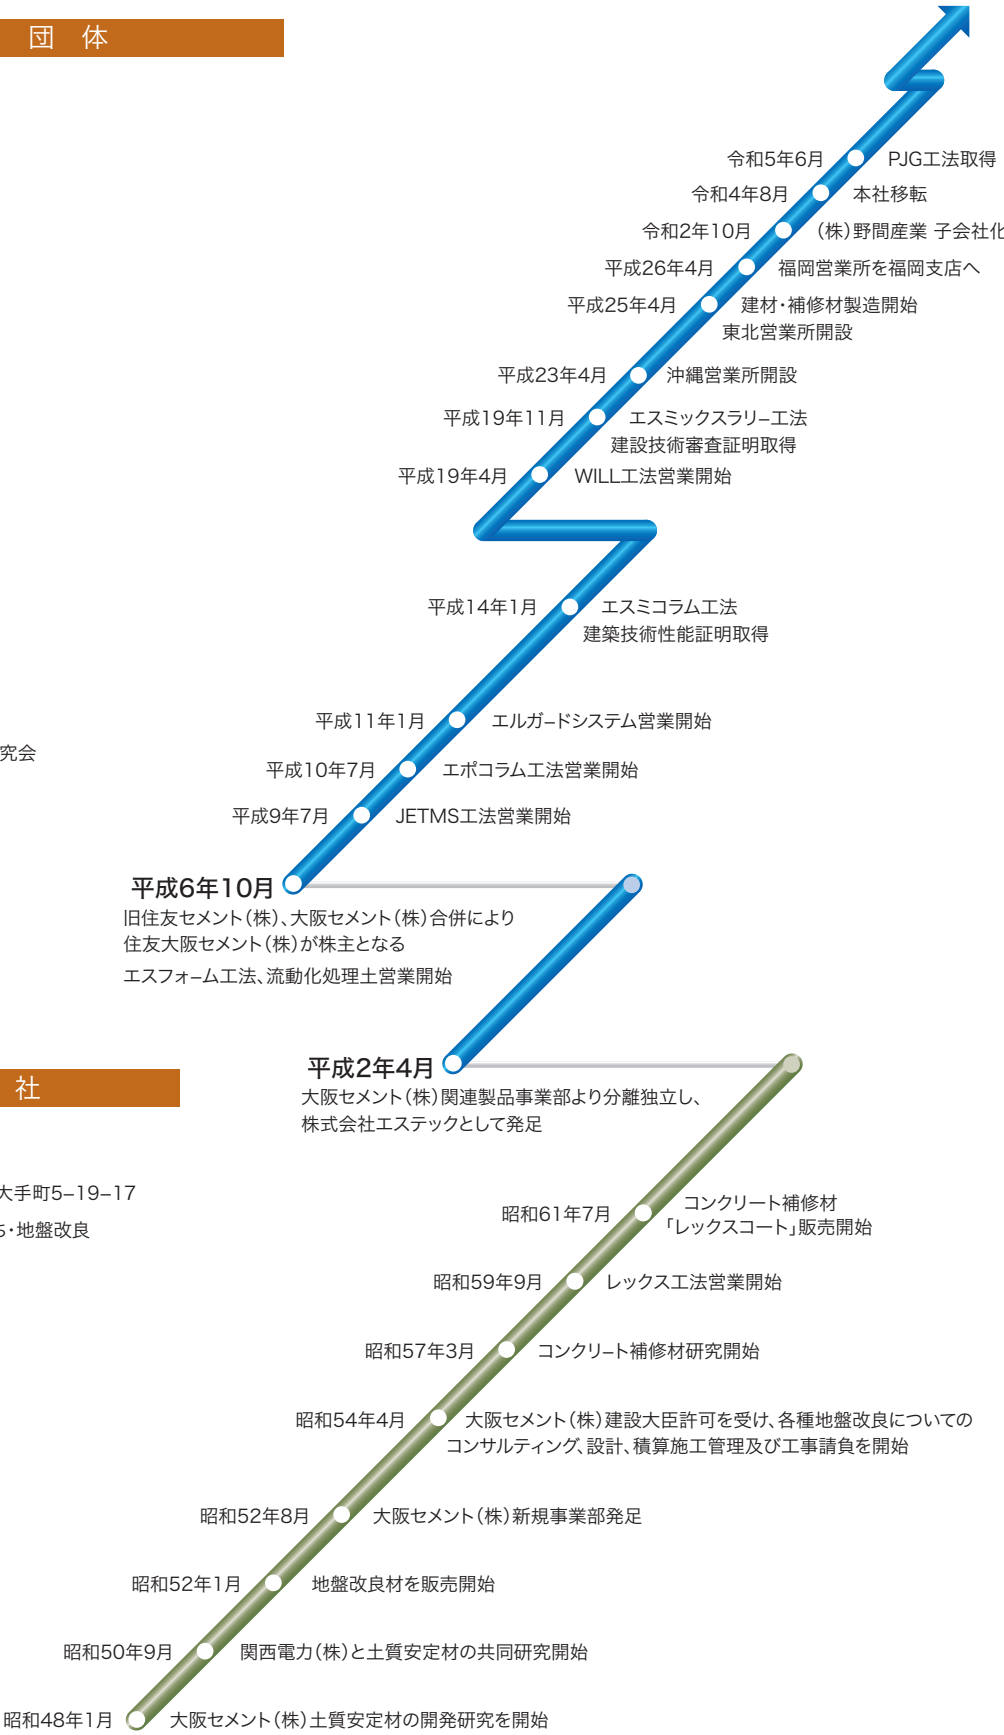 団 体
令和5年6月 PJG工法取得
令和4年8月 本社移転
令和2年10月 (株)野間産業 子会社化
平成26年4月 福岡営業所を福岡支店へ
平成25年4月 建材・補修材製造開始
東北営業所開設
平成23年4月 沖縄営業所開設
平成19年11月 エスミックスラリー工法
建設技術審査証明取得
平成19年4月 WILL工法営業開始
平成14年1月 エスミコラム工法
建築技術性能証明取得
平成11年1月 エルガードシステム営業開始
究会
平成10年7月 エポコラム工法営業開始
平成9年7月 JETMS工法営業開始
平成6年10月
旧住友セメント(株)、大阪セメント(株)合併により
住友大阪セメント(株)が株主となる
エスフォーム工法、流動化処理土営業開始
平成2年4月
大阪セメント(株)関連製品事業部より分離独立し、
株式会社エステックとして発足
社
大手町5-19-17
・地盤改良
昭和61年7月 コンクリート補修材
「レックスコート」販売開始
昭和59年9月 レックス工法営業開始
昭和57年3月 コンクリート補修材研究開始
昭和54年4月 大阪セメント(株)建設大臣許可を受け、各種地盤改良についての
コンサルティング、設計、積算施工管理及び工事請負を開始
昭和52年8月 大阪セメント(株)新規事業部発足
昭和52年1月 地盤改良材を販売開始
昭和50年9月 関西電力(株)と土質安定材の共同研究開始
昭和48年1月 大阪セメント(株)土質安定材の開発研究を開始